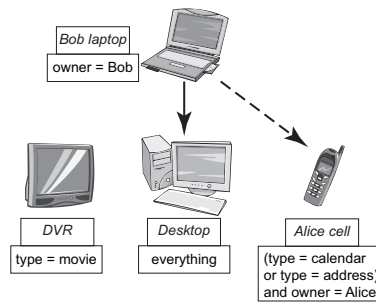 Bob laptop
owner = Bob
DVR
type = movie
Desktop
everything
Alice cell
(type = calendar
or type = address)
and owner = Alice